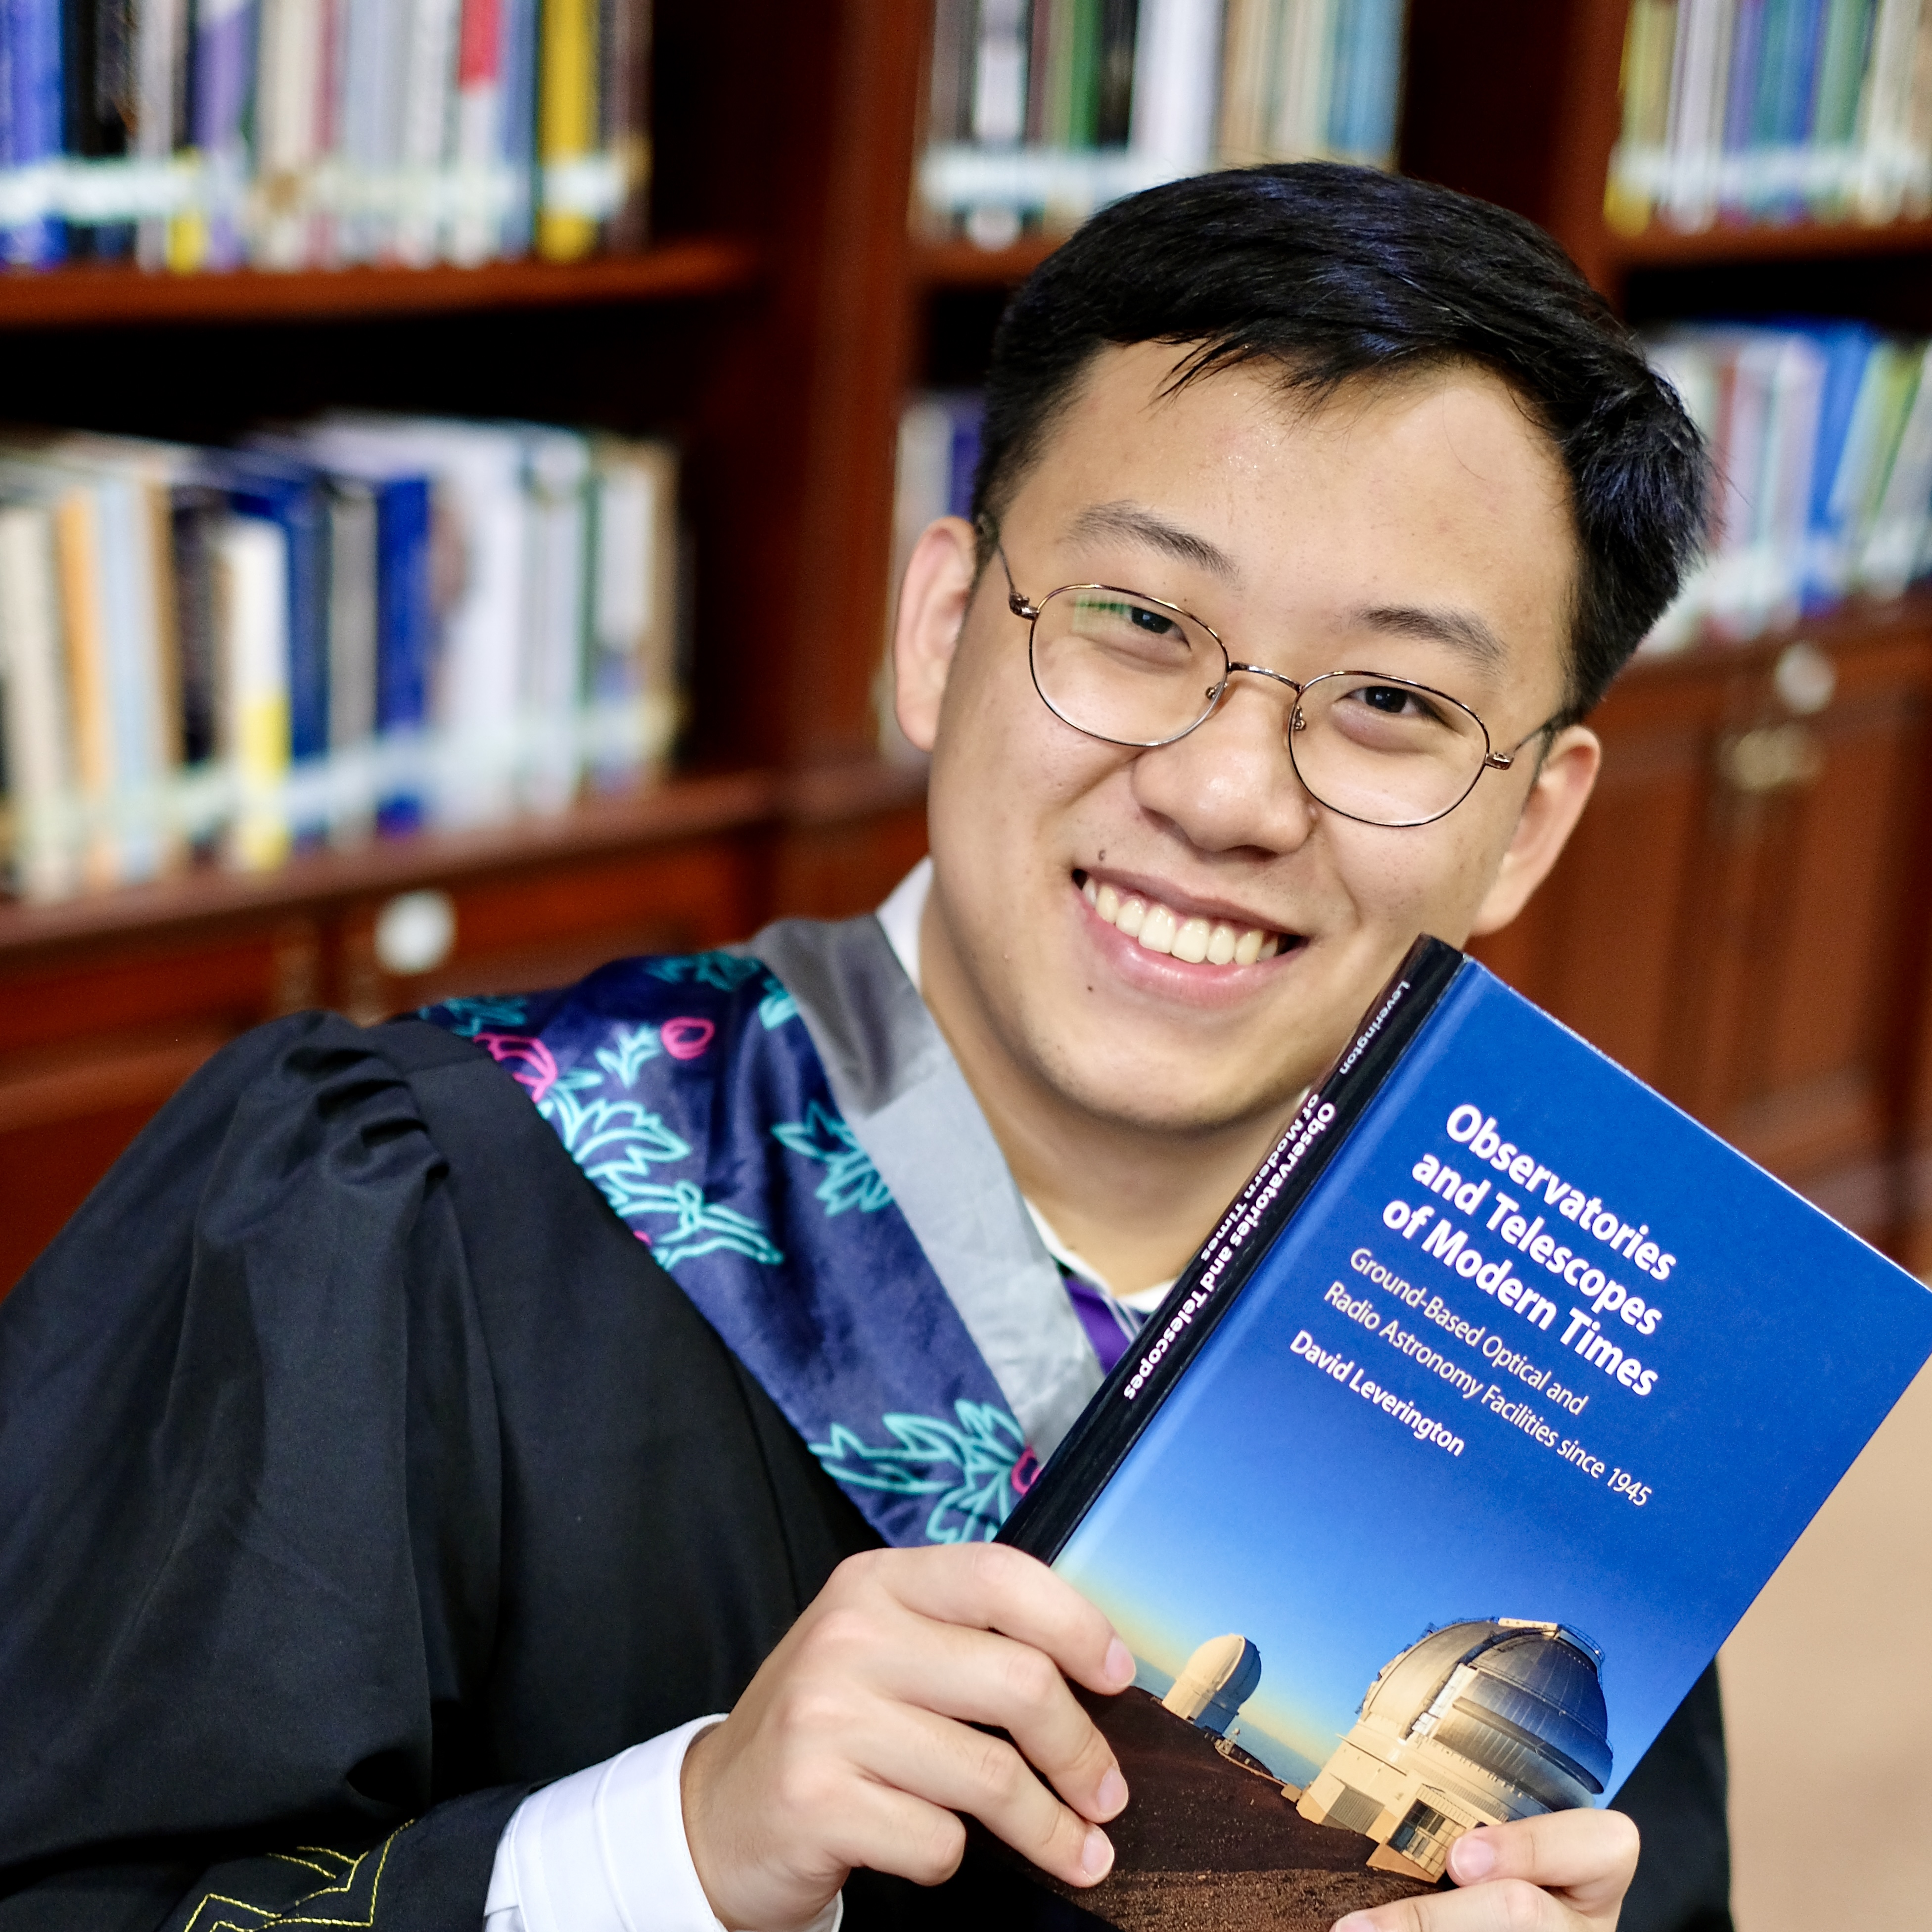 Leverington
Observatories and Telescopes
of Modern Times
Observatories
and Telescopes
of Modern Times
Ground-Based Optical and
Radio Astronomy Facilities since 1945
David Leverington